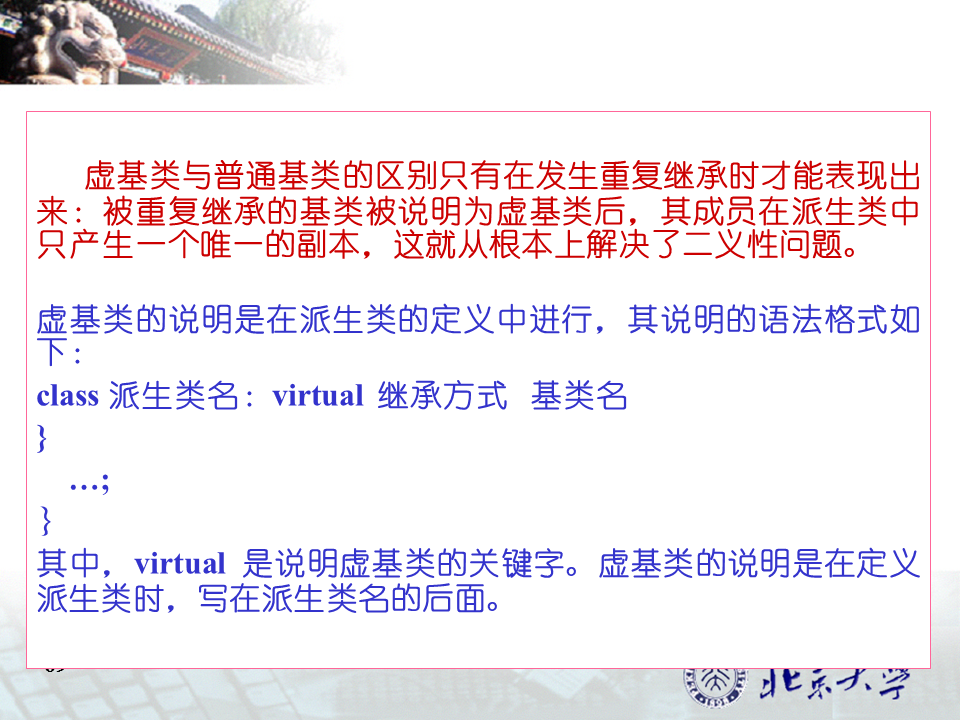 虚基类与普通基类的区别只有在发生重复继承时才能表现出
来：被重复继承的基类被说明为虚基类后，其成员在派生类中
只产生一个唯一的副本，这就从根本上解决了二义性问题。
虚基类的说明是在派生类的定义中进行，其说明的语法格式如
下：
class 派生类名：virtual 继承方式 基类名
}
…;
}
其中，virtual 是说明虚基类的关键字。虚基类的说明是在定义
派生类时，写在派生类名的后面。
北京大学